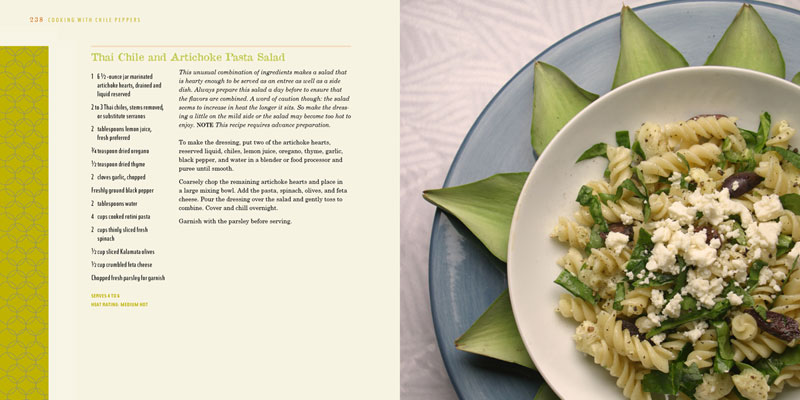 238 COOKING WITH CHILE PEPPERS
Thai Chile and Artichoke Pasta Salad
1 6 ½ -ounce jar marinated
artichoke hearts, drained and
liquid reserved
2 to 3 Thai chiles, stems removed,
or substitute serranos
2 tablespoons lemon juice,
fresh preferred
¾ teaspoon dried oregano
½ teaspoon dried thyme
2 cloves garlic, chopped
Freshly ground black pepper
2 tablespoons water
4 cups cooked rotini pasta
2 cups thinly sliced fresh
spinach
½ cup sliced Kalamata olives
½ cup crumbled feta cheese
Chopped fresh parsley for garnish
SERVES 4 TO 6
HEAT RATING: MEDIUM HOT
This unusual combination of ingredients makes a salad that
is hearty enough to be served as an entree as well as a side
dish. Always prepare this salad a day before to ensure that
the flavors are combined. A word of caution though: the salad
seems to increase in heat the longer it sits. So make the dress-
ing a little on the mild side or the salad may become too hot to
enjoy. NOTE This recipe requires advance preparation.
To make the dressing, put two of the artichoke hearts,
reserved liquid, chiles, lemon juice, oregano, thyme, garlic,
black pepper, and water in a blender or food processor and
puree until smooth.
Coarsely chop the remaining artichoke hearts and place in
a large mixing bowl. Add the pasta, spinach, olives, and feta
cheese. Pour the dressing over the salad and gently toss to
combine. Cover and chill overnight.
Garnish with the parsley before serving.